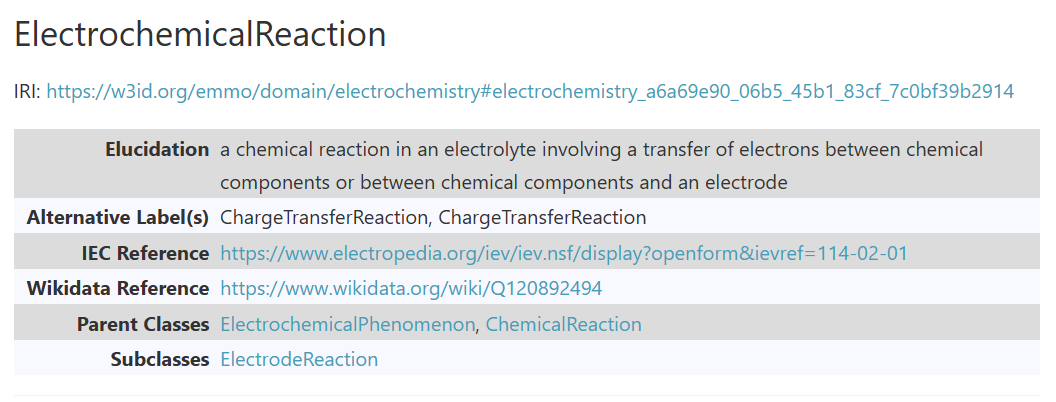 ElectrochemicalReaction
IRI: https://w3id.org/emmo/domain/electrochemistry#electrochemistry_a6a69e90_06b5_45b1_83cf_7c0bf39b2914
Elucidation a chemical reaction in an electrolyte involving a transfer of electrons between chemical
components or between chemical components and an electrode
Alternative Label(s) ChargeTransferReaction, ChargeTransferReaction
IEC Reference https://www.electropedia.org/iev/iev.nsf/display?openform&ievref=114-02-01
Wikidata Reference https://www.wikidata.org/wiki/Q120892494
Parent Classes ElectrochemicalPhenomenon, ChemicalReaction
Subclasses ElectrodeReaction